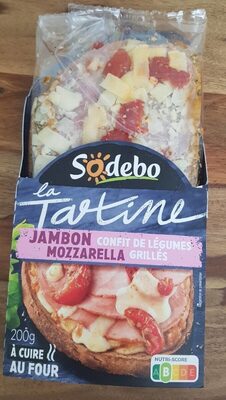 Sodebo
la
Tartine
JAMBON CONFIT DE LÉGUMES
MOZZARELLA GRILLÉS
200g
À CUIRE
AU FOUR
NUTRI-SCORE
A B C D E